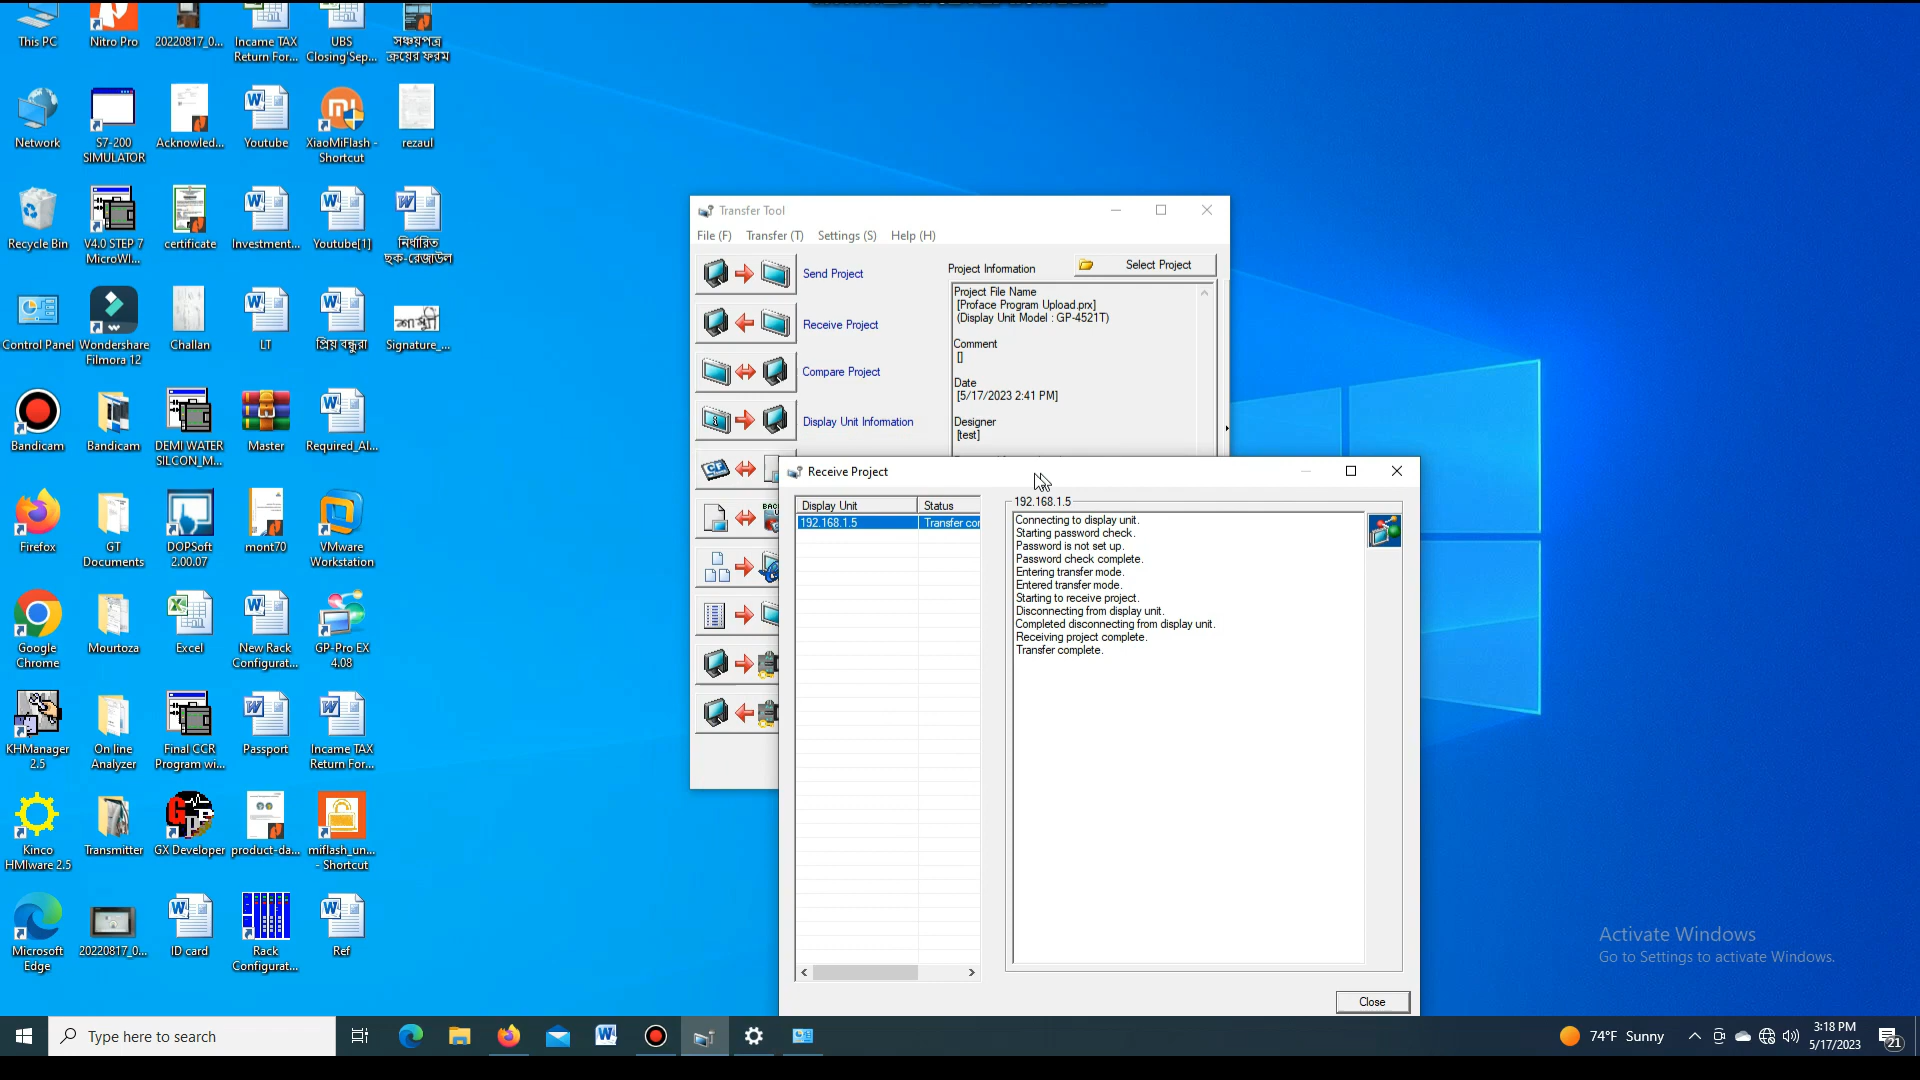 This PC
Nitro Pro
20220817_0...
Incame TAX
Return For...
UBS
Closing'Sep...
সঞ্চয়পত্র
ক্রয়ের ফরম
Network
S7-200
SIMULATOR
Acknowled...
Youtube
XiaoMiFlash -
Shortcut
rezaul
Recycle Bin
V4.0 STEP 7
MicroWI...
certificate
Investment...
Youtube[1]
নির্ধারিত
ছক-রেজাউল
Control Panel
Wondershare
Filmora 12
Challan
LT
প্রিয় বন্ধুরা
Signature_...
Bandicam
Bandicam
DEMI WATER
SILCON_M...
Master
Required_Al...
Firefox
GT
Documents
DOPSoft
2.00.07
mont70
VMware
Workstation
Google
Chrome
Mourtoza
Excel
New Rack
Configurat...
GP-Pro EX
4.08
KHManager
2.5
On line
Analyzer
Final CCR
Program wi...
Passport
Incame TAX
Return For...
Kinco
HMIware 2.5
Transmitter
GX Developer
product-da...
miflash_un...
- Shortcut
Microsoft
Edge
20220817_0...
ID card
Rack
Configurat...
Ref
Transfer Tool
File (F)
Transfer (T)
Settings (S)
Help (H)
Send Project
Receive Project
Compare Project
Display Unit Information
Project Information
Select Project
Project File Name
[Proface Program Upload.prx]
(Display Unit Model : GP-4521T)
Comment
[]
Date
[5/17/2023 2:41 PM]
Designer
[test]
Receive Project
Display Unit
Status
192.168.1.5
Transfer cor
192.168.1.5
Connecting to display unit.
Starting password check.
Password is not set up.
Password check complete.
Entering transfer mode.
Entered transfer mode.
Starting to receive project.
Disconnecting from display unit.
Completed disconnecting from display unit.
Receiving project complete.
Transfer complete.
Close
Activate Windows
Go to Settings to activate Windows.
Type here to search
74°F Sunny
3:18 PM
5/17/2023
21